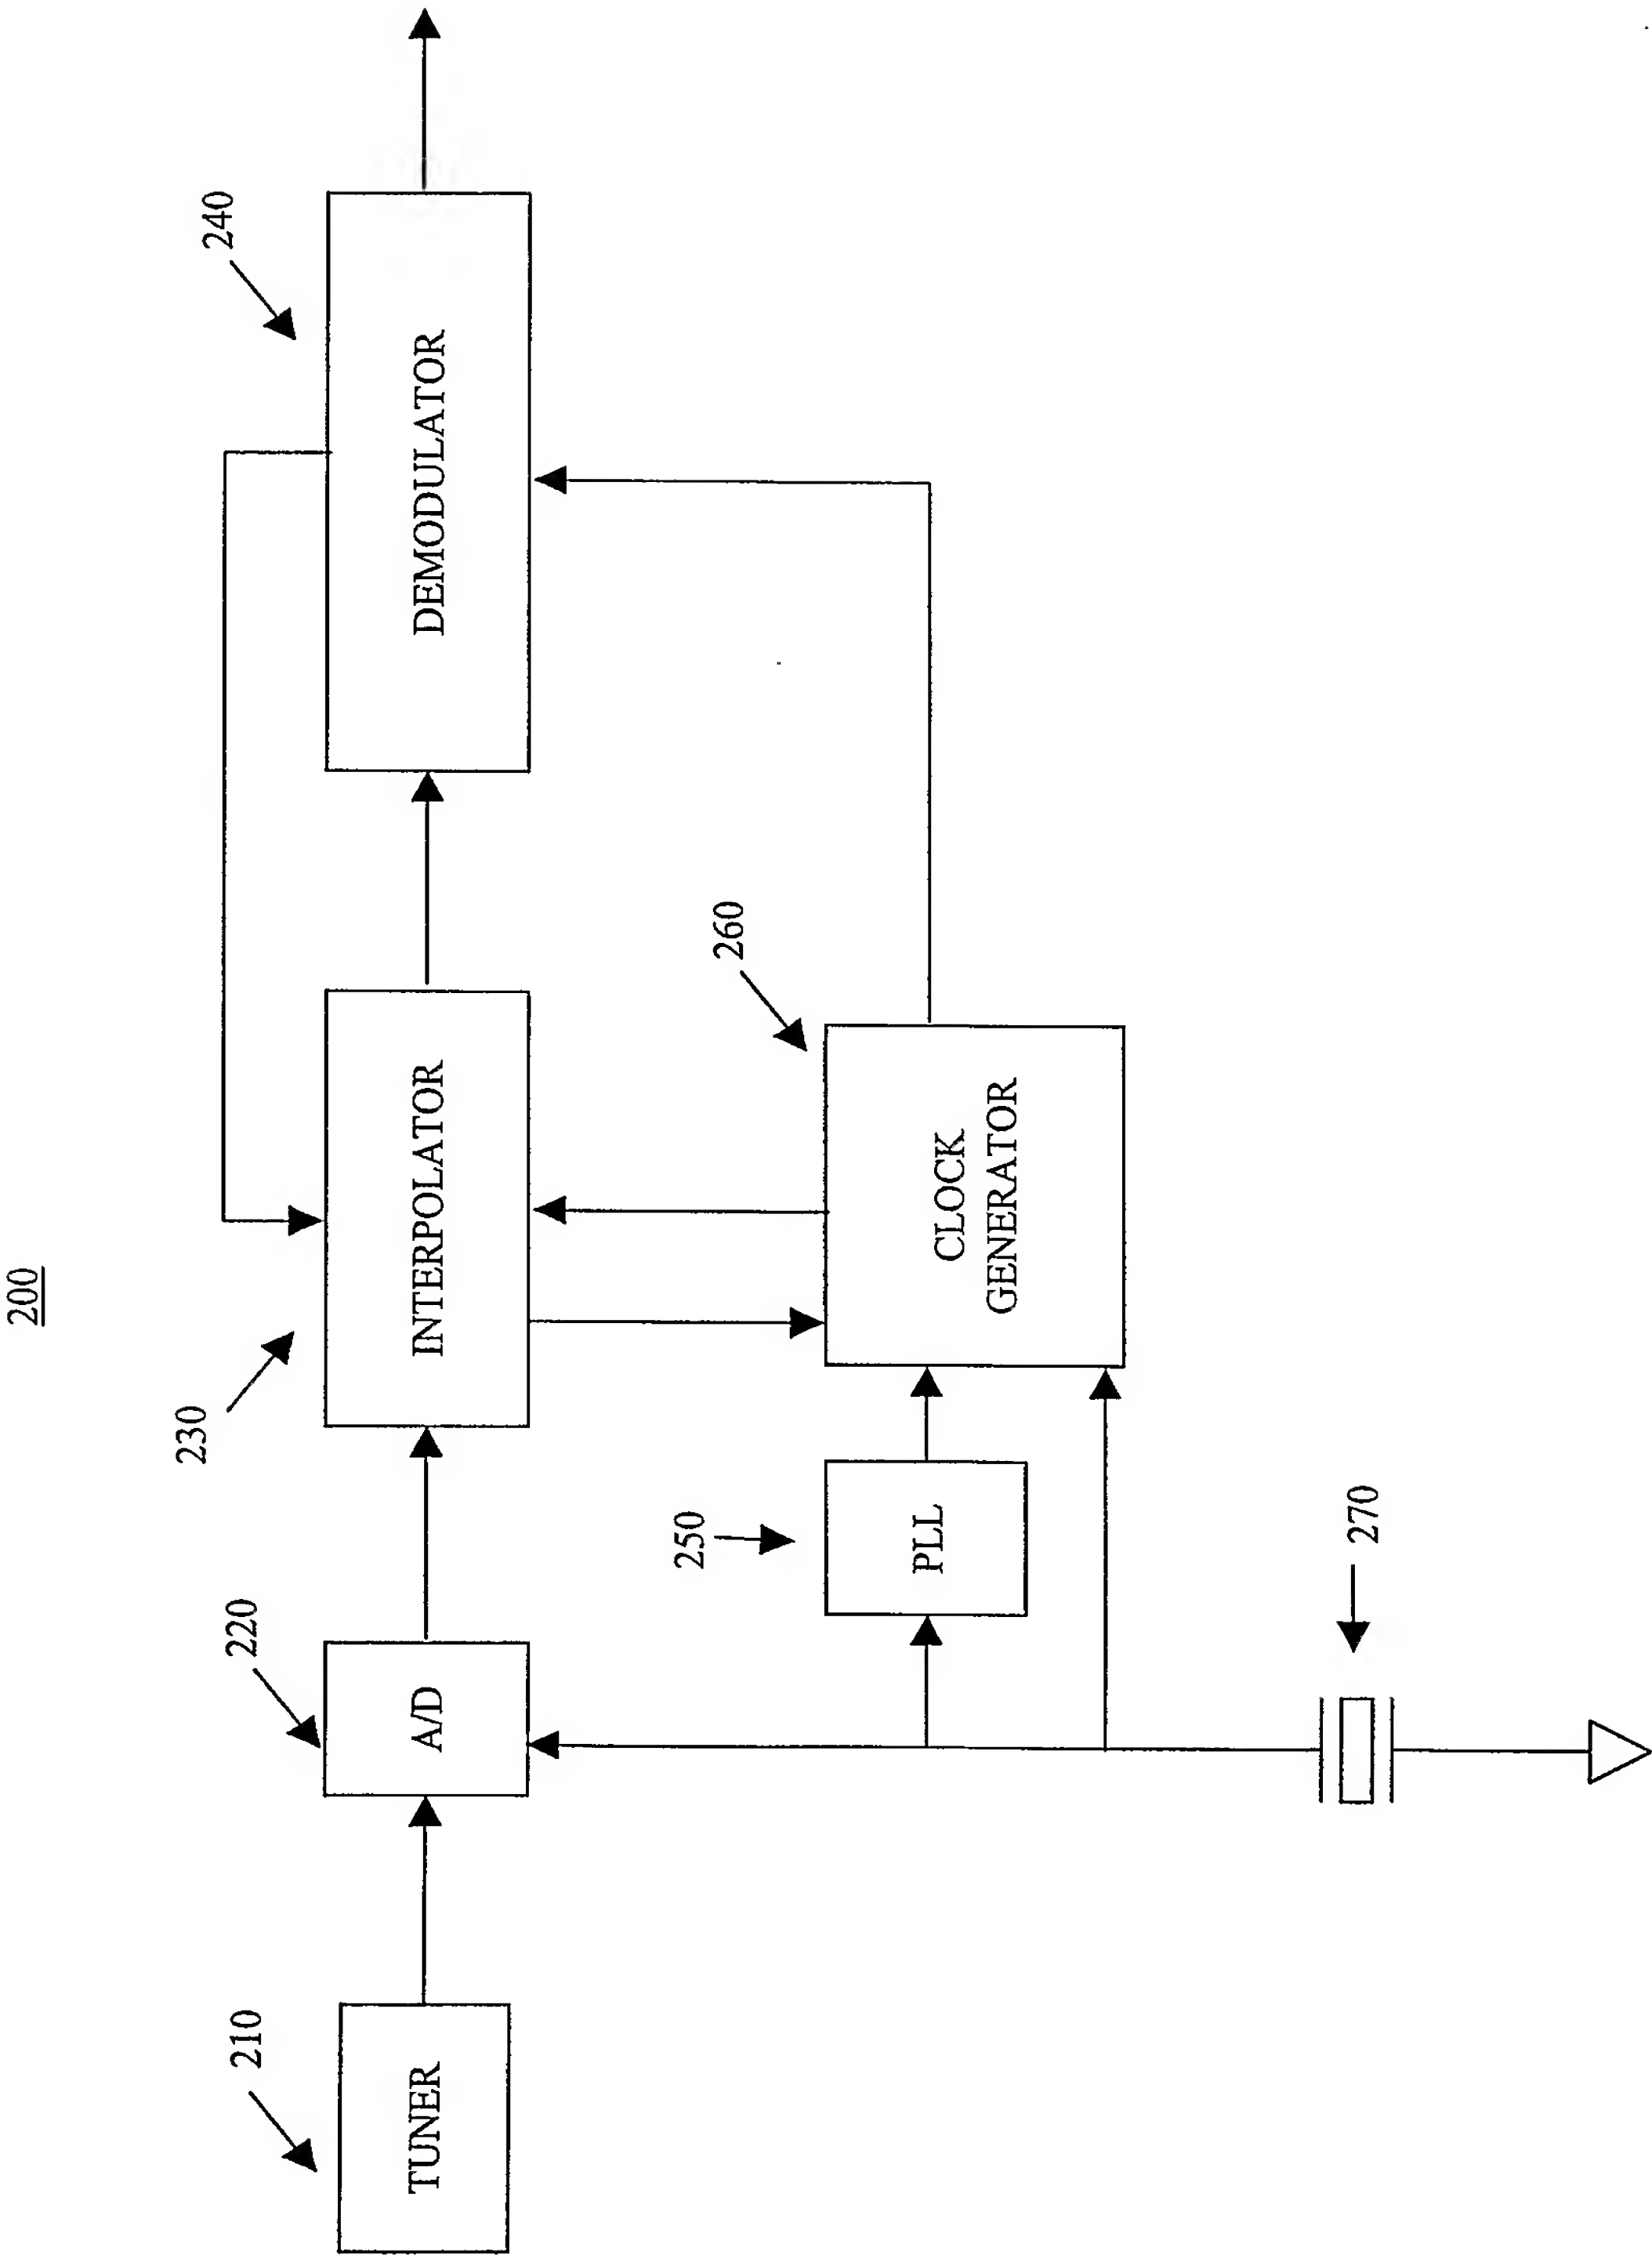 200
210
TUNER
220
A/D
230
INTERPOLATOR
240
DEMODULATOR
250
PLL
260
CLOCK
GENERATOR
270